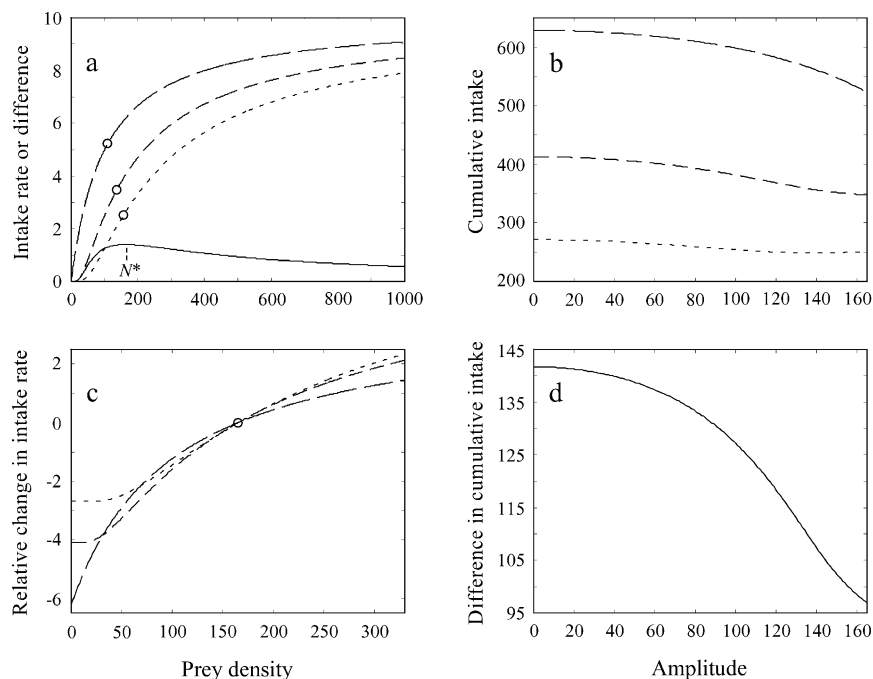 Intake rate or difference
10
8
6
4
2
0
a
N*
0 200 400 600 800 1000
Cumulative intake
600
500
400
300
200
b
0 20 40 60 80 100 120 140 160
Relative change in intake rate
2
0
-2
-4
-6
c
0 50 100 150 200 250 300
Prey density
Difference in cumulative intake
145
135
125
115
105
95
d
0 20 40 60 80 100 120 140 160
Amplitude